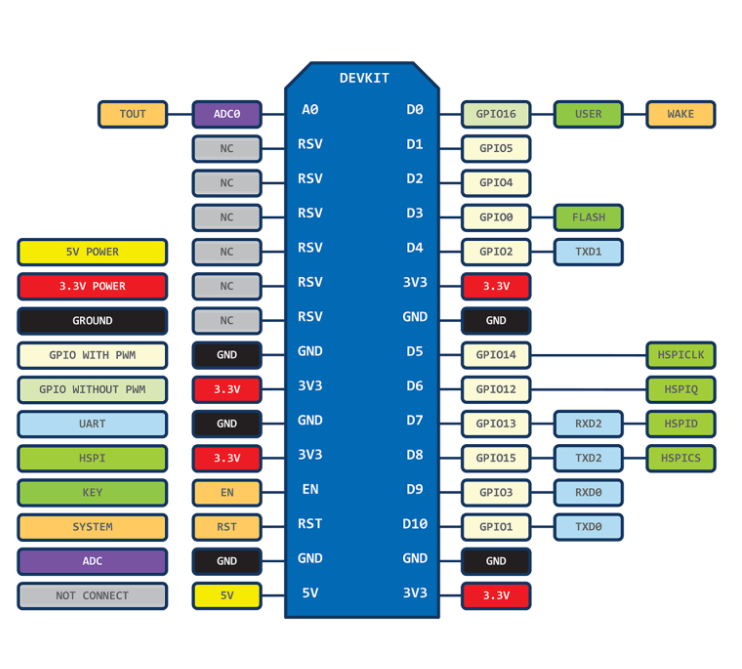 DEVKIT
TOUT ADC0 A0 D0 GPIO16 USER WAKE
NC RSV D1 GPIO5
NC RSV D2 GPIO4
NC RSV D3 GPIO0 FLASH
5V POWER NC RSV D4 GPIO2 TXD1
3.3V POWER NC RSV 3V3 3.3V
GROUND NC RSV GND GND
GPIO WITH PWM GND GND D5 GPIO14 HSPICLK
GPIO WITHOUT PWM 3.3V 3V3 D6 GPIO12 HSPIQ
UART GND GND D7 GPIO13 RXD2 HSPID
HSPI 3.3V 3V3 D8 GPIO15 TXD2 HSPICS
KEY EN EN D9 GPIO3 RXD0
SYSTEM RST RST D10 GPIO1 TXD0
ADC GND GND GND GND
NOT CONNECT 5V 5V 3V3 3.3V